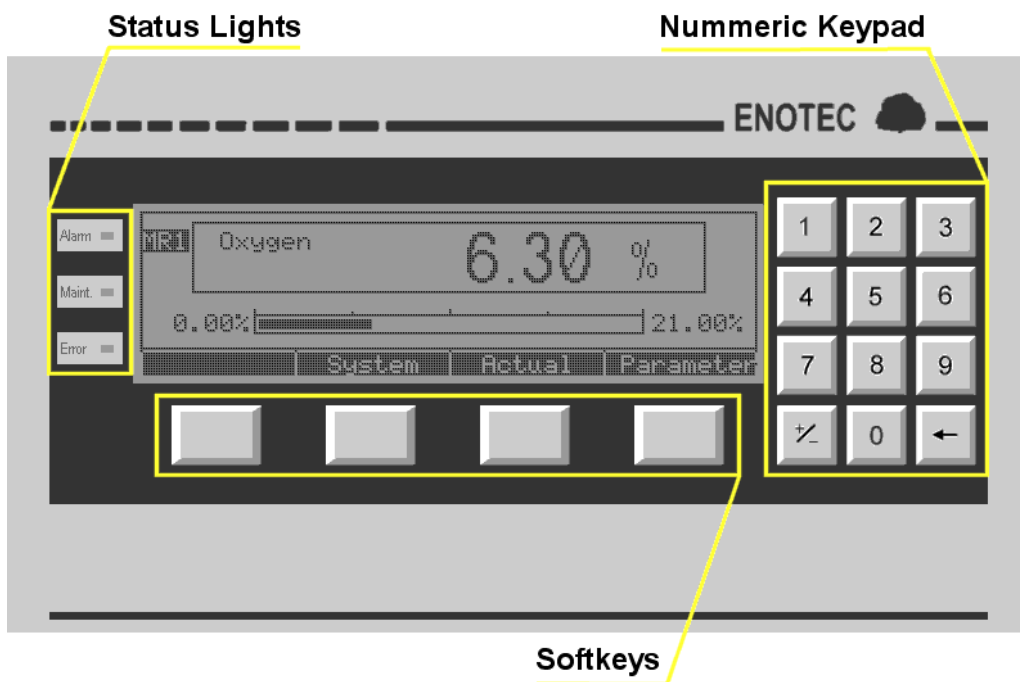 Status Lights
Nummeric Keypad
ENOTEC
Alarm
Maint.
Error
MR1 Oxygen 6.30 %
0.00% 21.00%
System Actual Parameter
1 2 3
4 5 6
7 8 9
+/- 0 ←
Softkeys